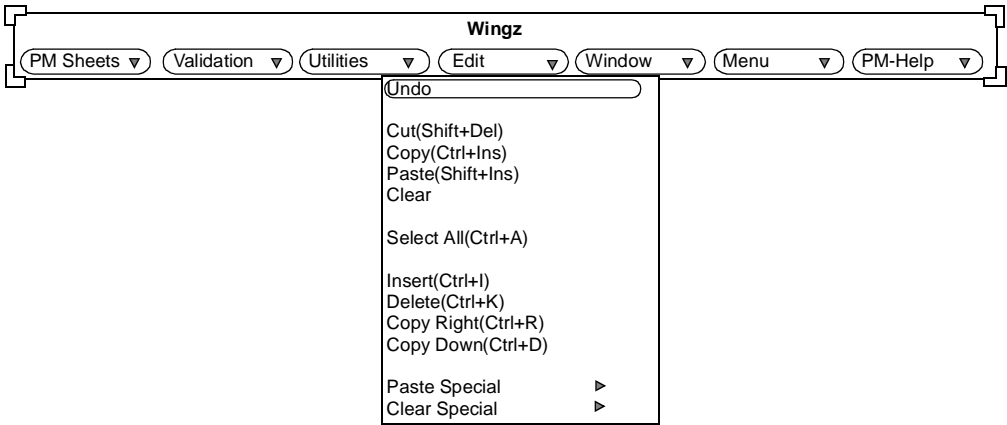 Wingz
PM Sheets Validation Utilities Edit Window Menu PM-Help
Undo
Cut(Shift+Del)
Copy(Ctrl+Ins)
Paste(Shift+Ins)
Clear
Select All(Ctrl+A)
Insert(Ctrl+I)
Delete(Ctrl+K)
Copy Right(Ctrl+R)
Copy Down(Ctrl+D)
Paste Special
Clear Special